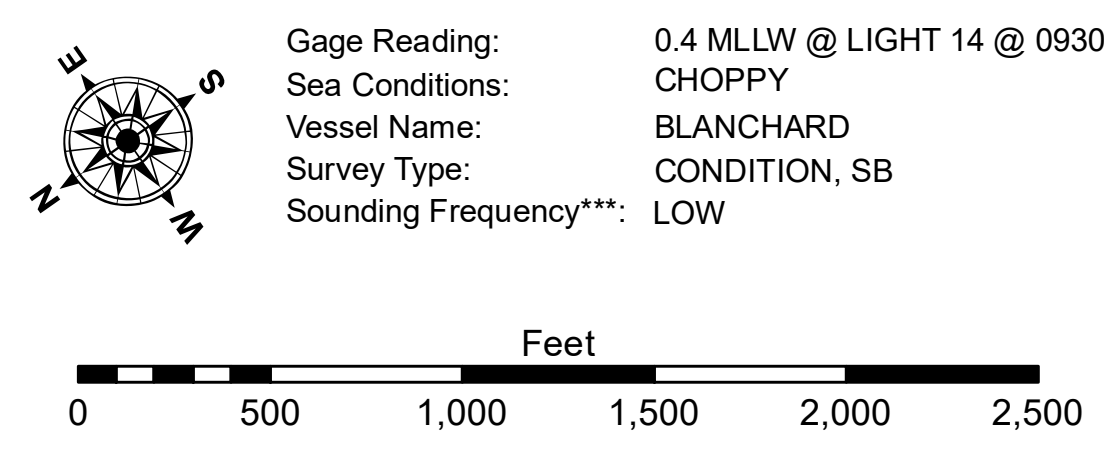 E
S
N
W
Gage Reading: 0.4 MLLW @ LIGHT 14 @ 0930
Sea Conditions: CHOPPY
Vessel Name: BLANCHARD
Survey Type: CONDITION, SB
Sounding Frequency***: LOW
Feet
0 500 1,000 1,500 2,000 2,500